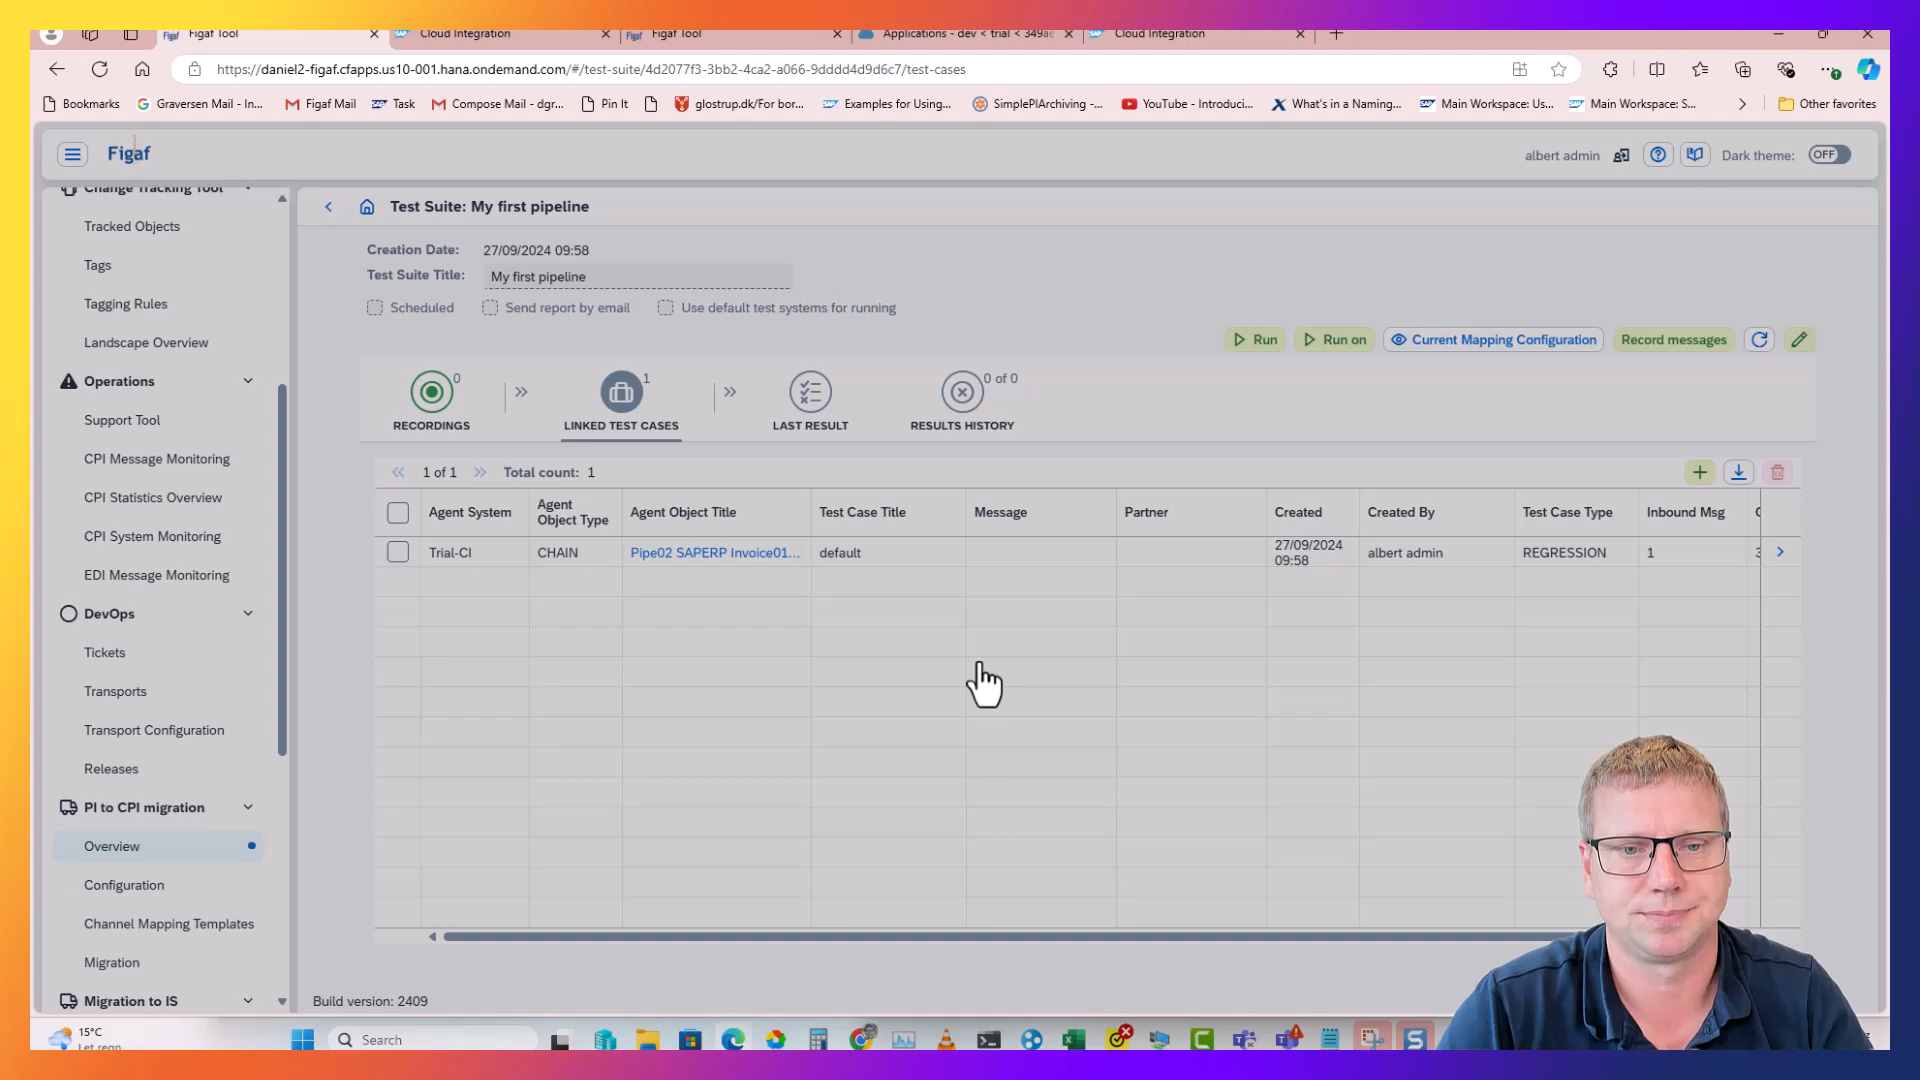 Figaf Tool
Cloud Integration
Figaf Tool
Applications - dev < trial < 349a
Cloud Integration
https://daniel2-figaf.cfapps.us10-001.hana.ondemand.com/#/test-suite/4d2077f3-3bb2-4ca2-a066-9dddd4d9d6c7/test-cases
Bookmarks
Graversen Mail - In...
Figaf Mail
Task
Compose Mail - dgr...
Pin It
glostrup.dk/For bor...
Examples for Using...
SimplePIArchiving -...
YouTube - Introduci...
What's in a Naming...
Main Workspace: Us...
Main Workspace: S...
Other favorites
Figaf
albert admin
Dark theme:
OFF
Change Tracking Tool
Tracked Objects
Tags
Tagging Rules
Landscape Overview
Operations
Support Tool
CPI Message Monitoring
CPI Statistics Overview
CPI System Monitoring
EDI Message Monitoring
DevOps
Tickets
Transports
Transport Configuration
Releases
PI to CPI migration
Overview
Configuration
Channel Mapping Templates
Migration
Migration to IS
Test Suite: My first pipeline
Creation Date: 27/09/2024 09:58
Test Suite Title: My first pipeline
Scheduled Send report by email Use default test systems for running
Run Run on Current Mapping Configuration Record messages
0 1 0 of 0
RECORDINGS LINKED TEST CASES LAST RESULT RESULTS HISTORY
1 of 1 Total count: 1
Agent System Agent Object Type Agent Object Title Test Case Title Message Partner Created Created By Test Case Type Inbound Msg
Trial-CI CHAIN Pipe02 SAPERP Invoice01... default 27/09/2024 09:58 albert admin REGRESSION 1
Build version: 2409
15°C
Search